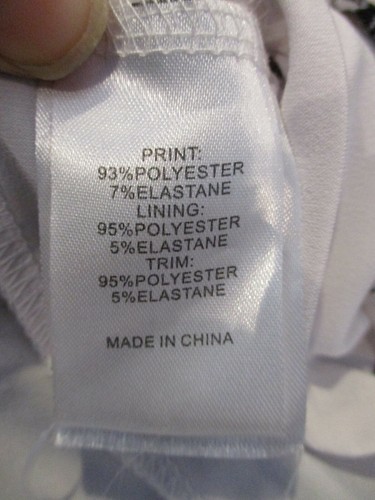 PRINT:
93%POLYESTER
7%ELASTANE
LINING:
95%POLYESTER
5%ELASTANE
TRIM:
95%POLYESTER
5%ELASTANE
MADE IN CHINA